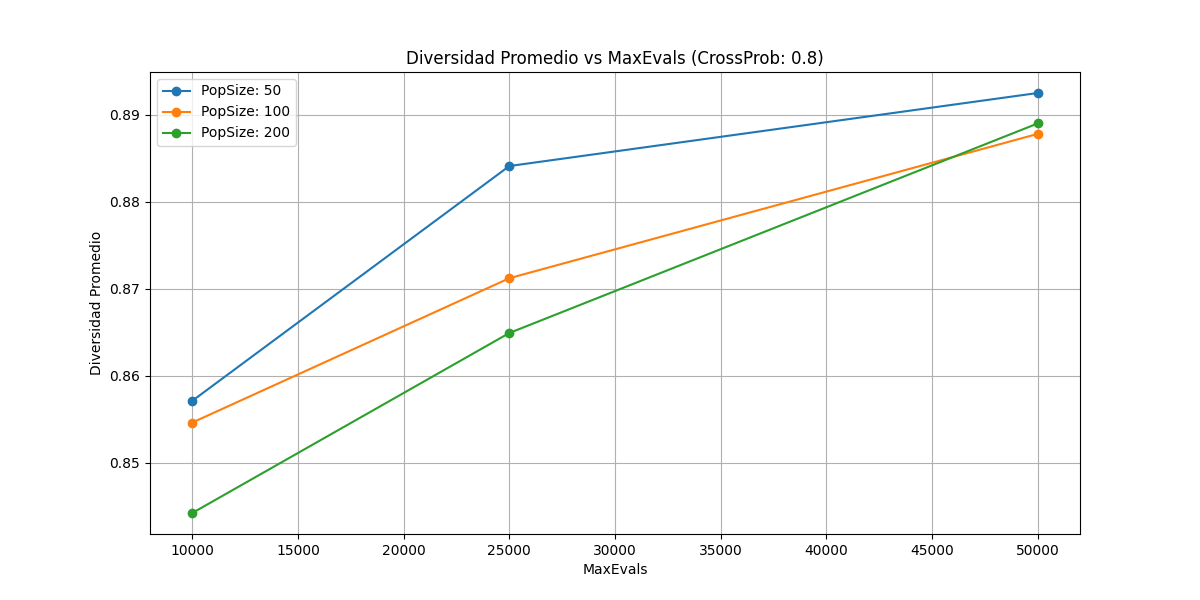 Diversidad Promedio vs MaxEvals (CrossProb: 0.8)
PopSize: 50
PopSize: 100
PopSize: 200
Diversidad Promedio
0.89
0.88
0.87
0.86
0.85
10000 15000 20000 25000 30000 35000 40000 45000 50000
MaxEvals